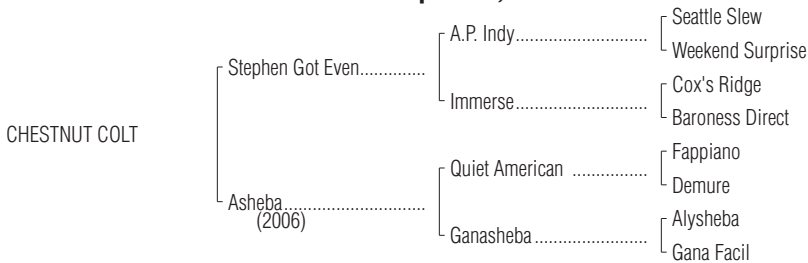 Seattle Slew
A.P. Indy
Weekend Surprise
Stephen Got Even
Cox's Ridge
Immerse
Baroness Direct
CHESTNUT COLT
Fappiano
Quiet American
Demure
Asheba
(2006)
Alysheba
Ganasheba
Gana Facil